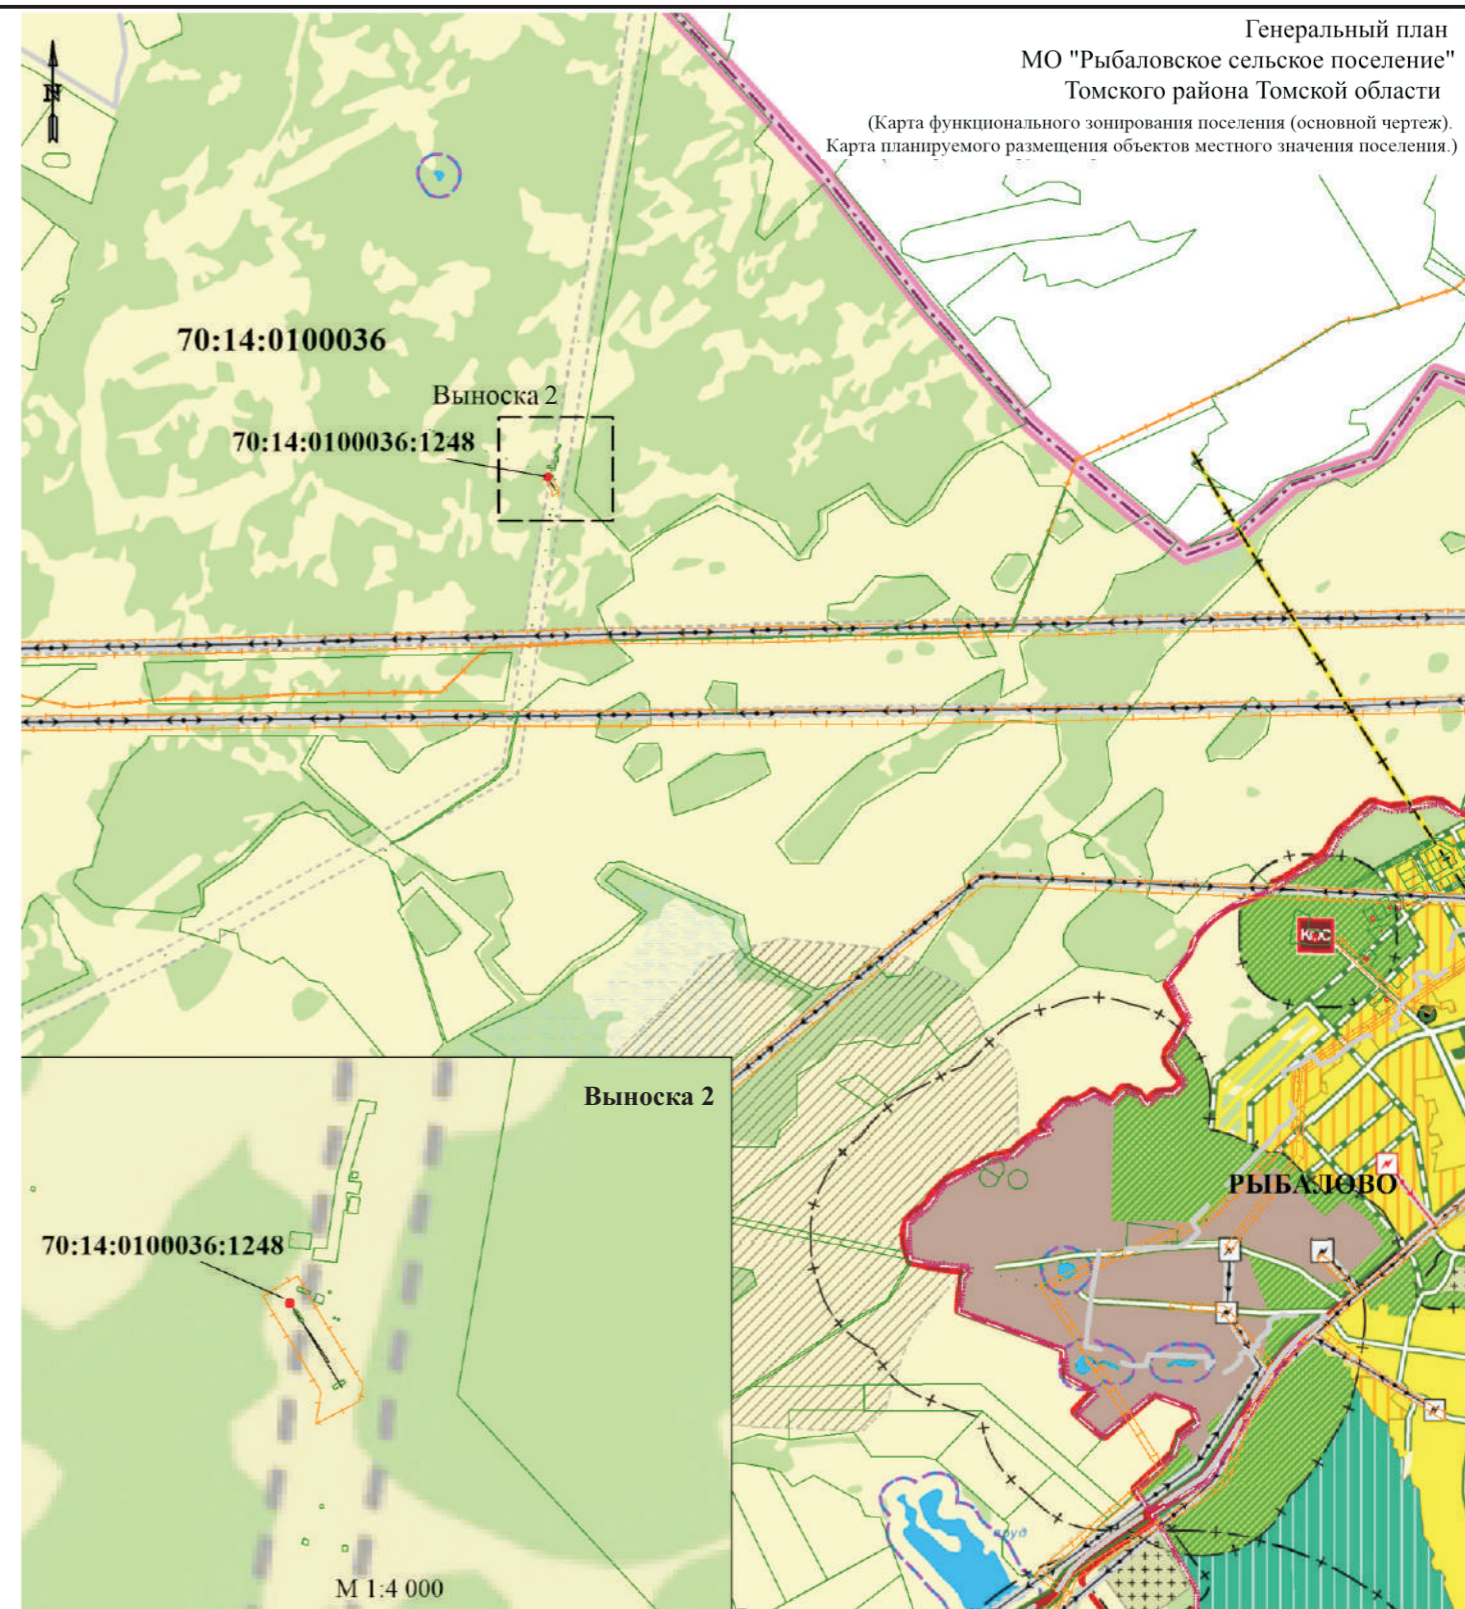 Генеральный план
МО "Рыбаловское сельское поселение"
Томского района Томской области
(Карта функционального зонирования поселения (основной чертеж).
Карта планируемого размещения объектов местного значения поселения.)
N
70:14:0100036
Выноска 2
70:14:0100036:1248
КОС
РЫБАЛОВО
Выноска 2
70:14:0100036:1248
М 1:4 000
пруд